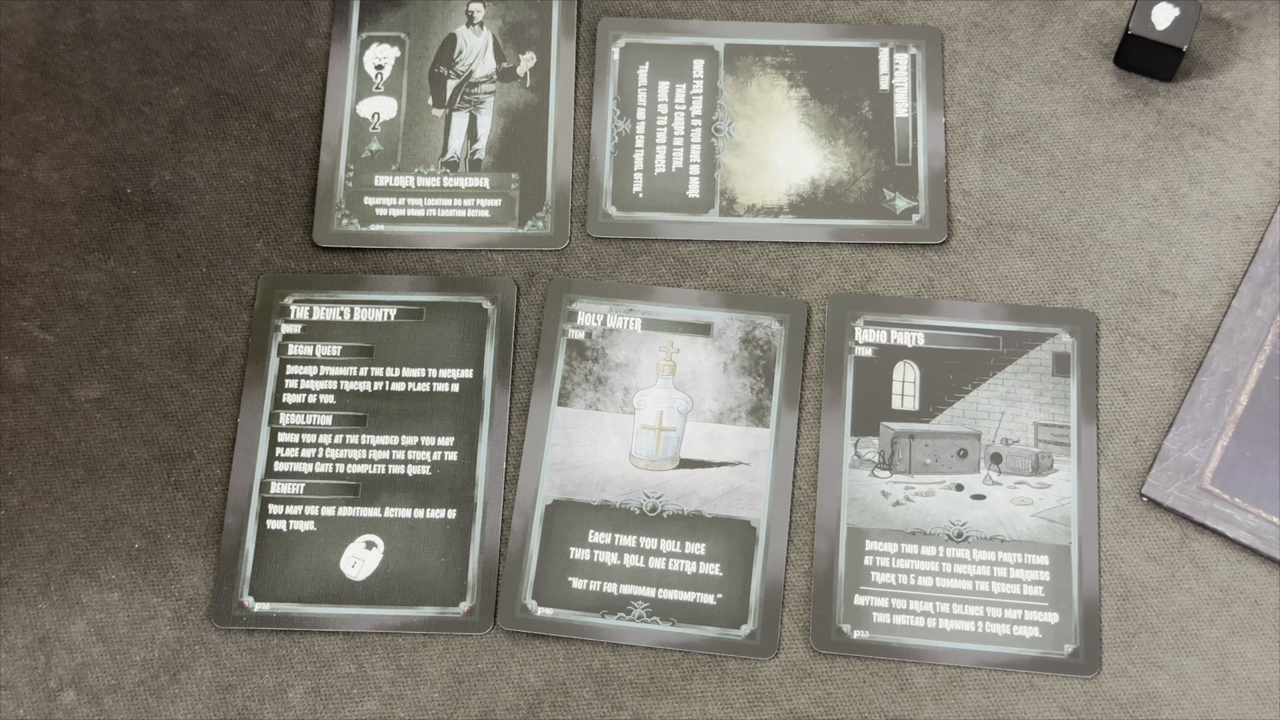 2
2
EXPLORER VINCE SCHREDDER
CREATURES AT YOUR LOCATION DO NOT PREVENT
YOU FROM USING ITS LOCATION ACTION.
OPPORTUNISM
PERSONAL ITEM
ONCE PER TURN, IF YOU HAVE NO MORE
THAN 3 CARDS IN TOTAL,
MOVE UP TO TWO SPACES.
"TRAVEL LIGHT AND YOU CAN TRAVEL OFTEN."
THE DEVIL'S BOUNTY
QUEST
BEGIN QUEST
DISCARD DYNAMITE AT THE OLD MINES TO INCREASE
THE DARKNESS TRACKER BY 1 AND PLACE THIS IN
FRONT OF YOU.
RESOLUTION
WHEN YOU ARE AT THE STRANDED SHIP YOU MAY
PLACE ANY 3 CREATURES FROM THE STOCK AT THE
SOUTHERN GATE TO COMPLETE THIS QUEST.
BENEFIT
YOU MAY USE ONE ADDITIONAL ACTION ON EACH OF
YOUR TURNS.
HOLY WATER
ITEM
EACH TIME YOU ROLL DICE
THIS TURN, ROLL ONE EXTRA DICE.
"NOT FIT FOR INHUMAN CONSUMPTION."
RADIO PARTS
ITEM
DISCARD THIS AND 2 OTHER RADIO PARTS ITEMS
AT THE LIGHTHOUSE TO INCREASE THE DARKNESS
TRACK TO 5 AND SUMMON THE RESCUE BOAT.
ANYTIME YOU BREAK THE SILENCE YOU MAY DISCARD
THIS INSTEAD OF DRAWING 2 CURSE CARDS.
P23